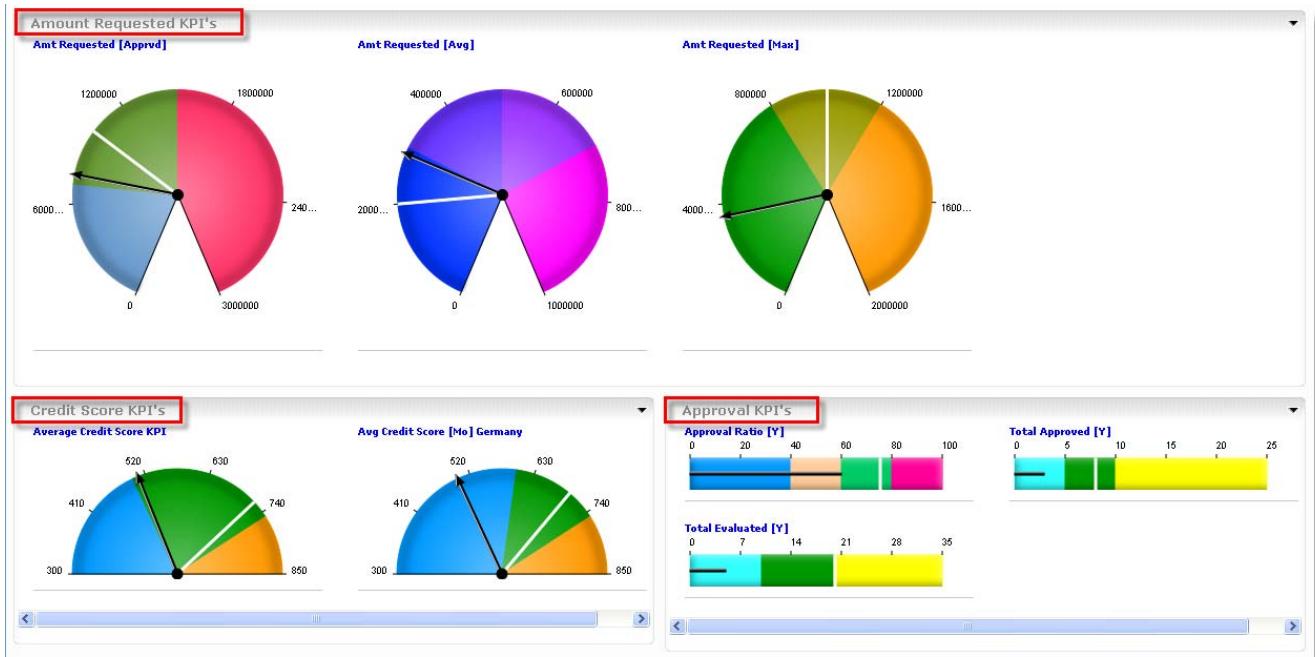 Amount Requested KPI's
Amt Requested [Apprvd]
Amt Requested [Avg]
Amt Requested [Max]
1200000
1800000
6000...
240...
0
3000000
400000
600000
2000...
800...
0
1000000
800000
1200000
4000...
1600...
0
2000000
Credit Score KPI's
Average Credit Score KPI
Avg Credit Score [Mo] Germany
520
630
410
740
300
850
520
630
410
740
300
850
Approval KPI's
Approval Ratio [Y]
0 20 40 60 80 100
Total Approved [Y]
0 5 10 15 20 25
Total Evaluated [Y]
0 7 14 21 28 35